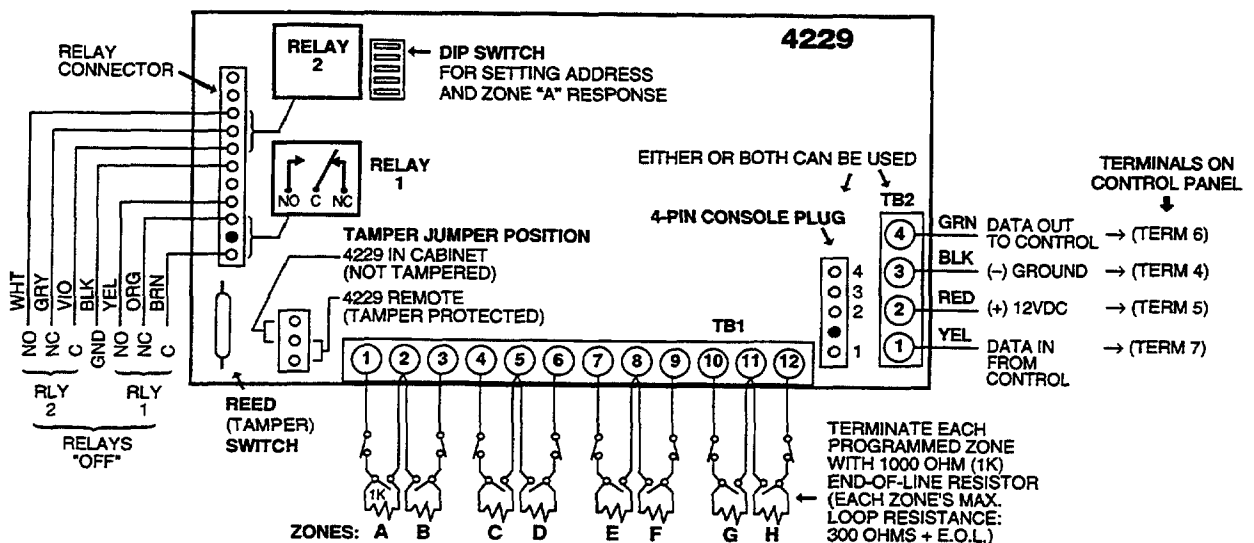 4229
RELAY
CONNECTOR
RELAY
2
DIP SWITCH
FOR SETTING ADDRESS
AND ZONE "A" RESPONSE
RELAY
1
NO C NC
EITHER OR BOTH CAN BE USED
TERMINALS ON
CONTROL PANEL
4-PIN CONSOLE PLUG
TB2
4
3
2
1
4 GRN DATA OUT
TO CONTROL → (TERM 6)
3 BLK (–) GROUND → (TERM 4)
2 RED (+) 12VDC → (TERM 5)
1 YEL DATA IN
FROM
CONTROL → (TERM 7)
TAMPER JUMPER POSITION
4229 IN CABINET
(NOT TAMPERED)
4229 REMOTE
(TAMPER PROTECTED)
WHT GRY VIO BLK YEL ORG BRN
NO NC C GND NO NC C
RLY
2
RLY
1
RELAYS
"OFF"
REED
(TAMPER)
SWITCH
TB1
1 2 3 4 5 6 7 8 9 10 11 12
1K
ZONES: A B C D E F G H
TERMINATE EACH
PROGRAMMED ZONE
WITH 1000 OHM (1K)
END-OF-LINE RESISTOR
(EACH ZONE'S MAX.
LOOP RESISTANCE:
300 OHMS + E.O.L.)